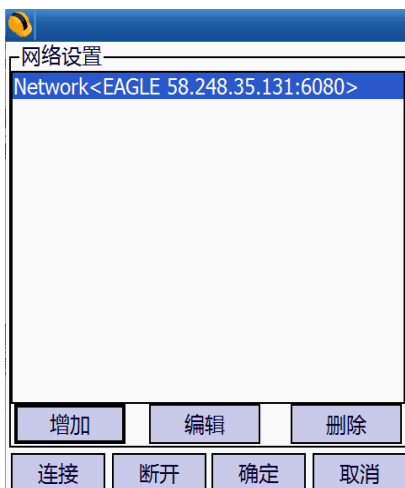 网络设置
Network<EAGLE 58.248.35.131:6080>
增加 编辑 删除
连接 断开 确定 取消